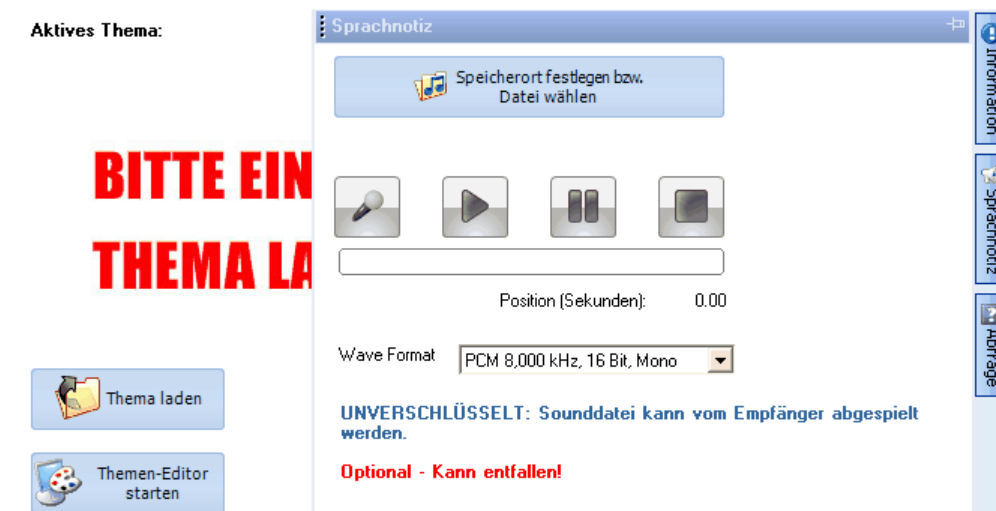 Aktives Thema:
BITTE EIN
THEMA LA
Thema laden
Themen-Editor
starten
Sprachnotiz
Speicherort festlegen bzw.
Datei wählen
Position (Sekunden): 0.00
Wave Format PCM 8,000 kHz, 16 Bit, Mono
UNVERSCHLÜSSELT: Sounddatei kann vom Empfänger abgespielt
werden.
Optional - Kann entfallen!
Information
Sprachnotiz
Abfrage